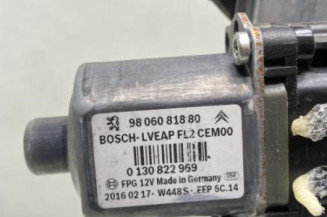 98 060 818 80
BOSCH- LVEAP FL2 CEM00
0 130 822 969
FPG 12V Made in Germany
2016 02 17- W448S- EEP 5C.14